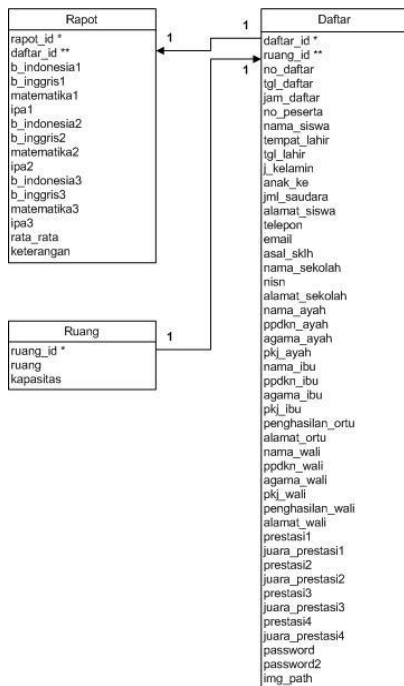 Rapot
rapot_id *
daftar_id **
b_indonesia1
b_inggris1
matematika1
ipa1
b_indonesia2
b_inggris2
matematika2
ipa2
b_indonesia3
b_inggris3
matematika3
ipa3
rata_rata
keterangan
1
1
1
Daftar
daftar_id *
ruang_id **
no_daftar
tgl_daftar
jam_daftar
no_peserta
nama_siswa
tempat_lahir
tgl_lahir
j_kelamin
anak_ke
jml_saudara
alamat_siswa
telepon
email
asal_sklh
nama_sekolah
nisn
alamat_sekolah
nama_ayah
ppdkn_ayah
agama_ayah
pkj_ayah
nama_ibu
ppdkn_ibu
agama_ibu
pkj_ibu
penghasilan_ortu
alamat_ortu
nama_wali
ppdkn_wali
agama_wali
pkj_wali
penghasilan_wali
alamat_wali
prestasi1
juara_prestasi1
prestasi2
juara_prestasi2
prestasi3
juara_prestasi3
prestasi4
juara_prestasi4
password
password2
img_path
Ruang
ruang_id *
ruang
kapasitas
1